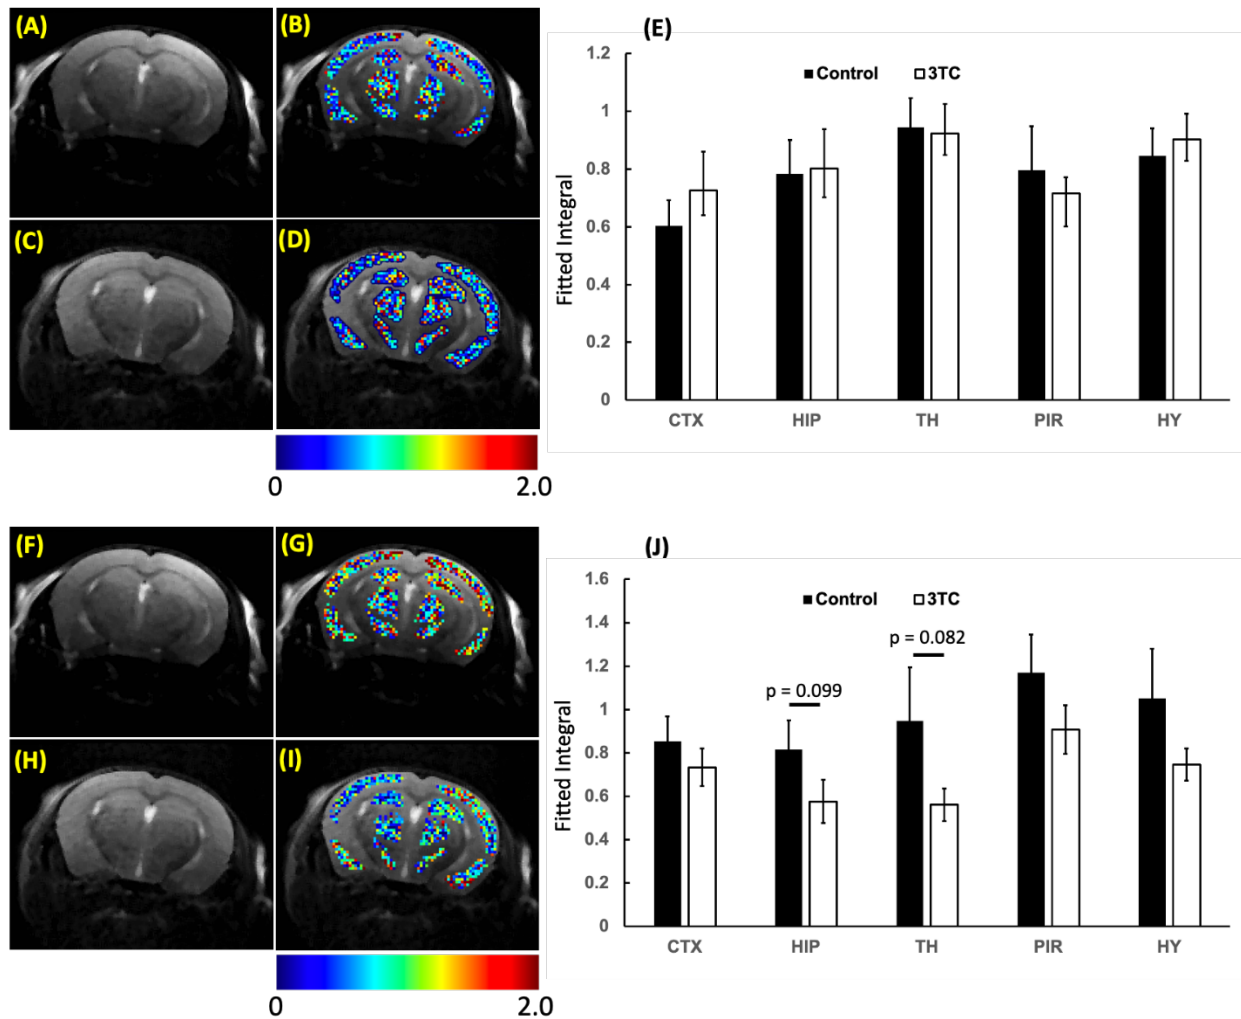 (A)
(B)
(C)
(D)
0
2.0
(E)
Fitted Integral
1.2
1
0.8
0.6
0.4
0.2
0
Control
3TC
CTX
HIP
TH
PIR
HY
(F)
(G)
(H)
(I)
0
2.0
(J)
Fitted Integral
1.6
1.4
1.2
1
0.8
0.6
0.4
0.2
0
Control
3TC
p = 0.082
p = 0.099
CTX
HIP
TH
PIR
HY